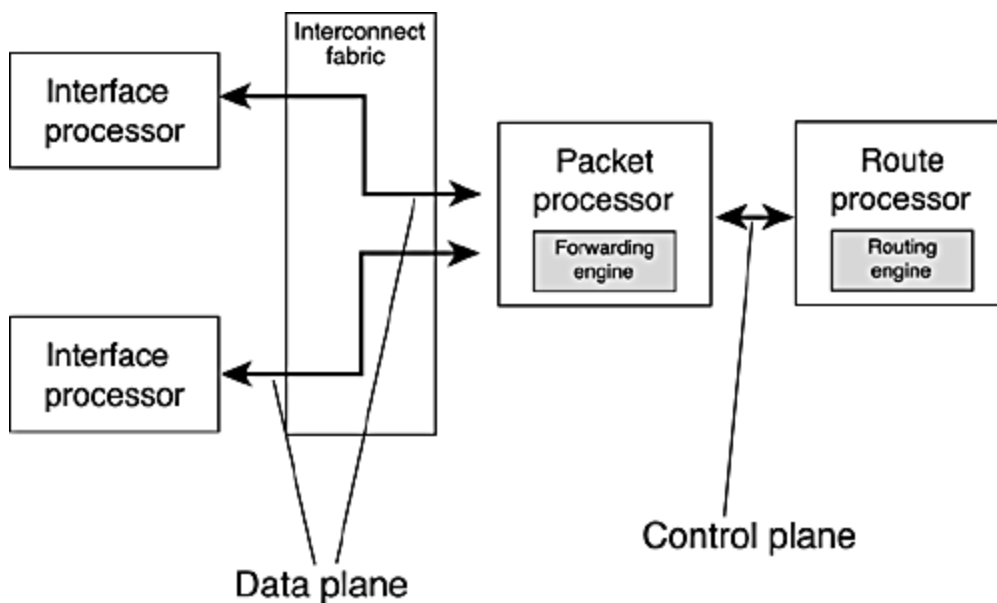 Interconnect
fabric
Interface
processor
Packet
processor
Forwarding
engine
Route
processor
Routing
engine
Interface
processor
Control plane
Data plane